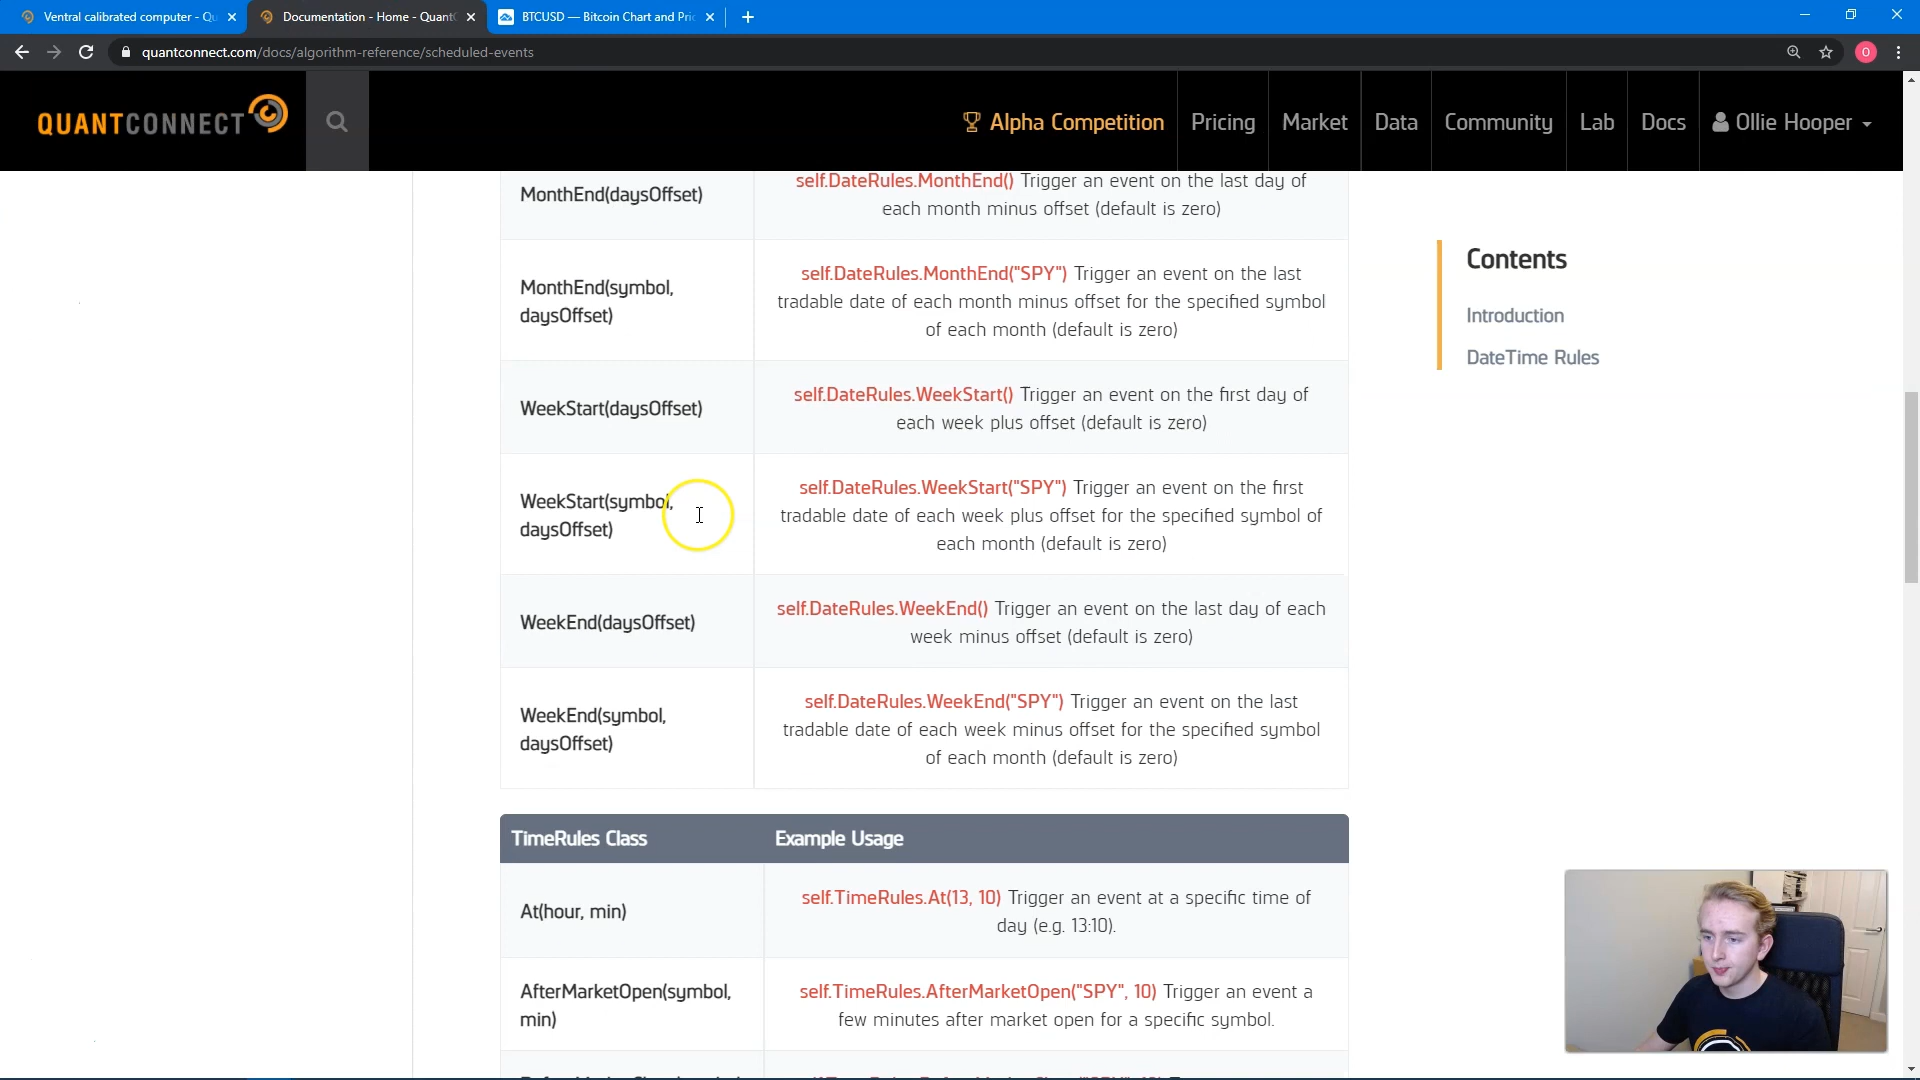 Ventral calibrated computer - Qu
Documentation - Home - QuantC
BTCUSD — Bitcoin Chart and Pric
quantconnect.com/docs/algorithm-reference/scheduled-events
O
QUANTCONNECT
Alpha Competition
Pricing
Market
Data
Community
Lab
Docs
Ollie Hooper
MonthEnd(daysOffset)
self.DateRules.MonthEnd() Trigger an event on the last day of
each month minus offset (default is zero)
MonthEnd(symbol,
daysOffset)
self.DateRules.MonthEnd("SPY") Trigger an event on the last
tradable date of each month minus offset for the specified symbol
of each month (default is zero)
WeekStart(daysOffset)
self.DateRules.WeekStart() Trigger an event on the first day of
each week plus offset (default is zero)
WeekStart(symbol,
daysOffset)
self.DateRules.WeekStart("SPY") Trigger an event on the first
tradable date of each week plus offset for the specified symbol of
each month (default is zero)
WeekEnd(daysOffset)
self.DateRules.WeekEnd() Trigger an event on the last day of each
week minus offset (default is zero)
WeekEnd(symbol,
daysOffset)
self.DateRules.WeekEnd("SPY") Trigger an event on the last
tradable date of each week minus offset for the specified symbol
of each month (default is zero)
TimeRules Class
Example Usage
At(hour, min)
self.TimeRules.At(13, 10) Trigger an event at a specific time of
day (e.g. 13:10).
AfterMarketOpen(symbol,
min)
self.TimeRules.AfterMarketOpen("SPY", 10) Trigger an event a
few minutes after market open for a specific symbol.
Contents
Introduction
DateTime Rules